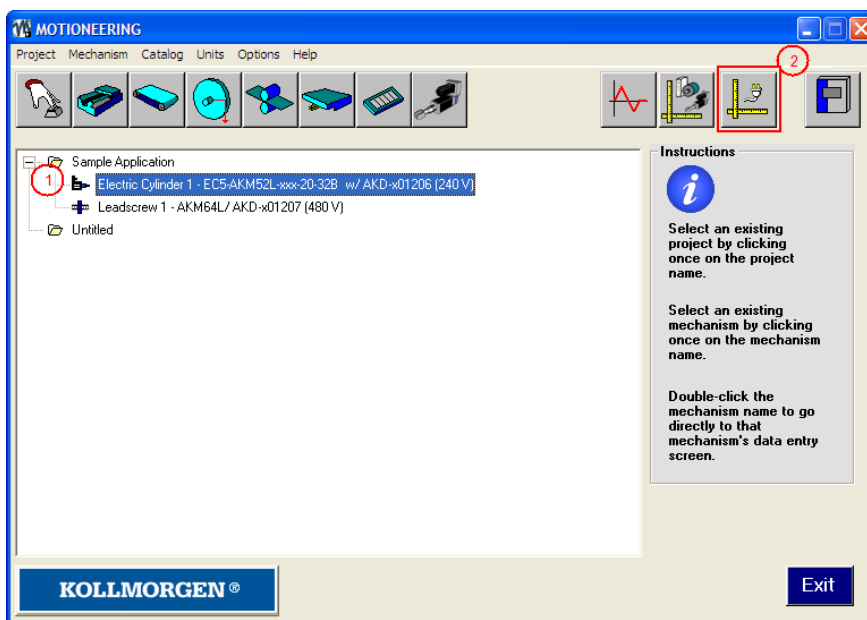 MOTIONEERING
Project Mechanism Catalog Units Options Help
2
Sample Application
1
Electric Cylinder 1 - EC5-AKM52L-xxx-20-32B w/ AKD-x01206 (240 V)
Leadscrew 1 - AKM64L/ AKD-x01207 (480 V)
Untitled
Instructions
i
Select an existing
project by clicking
once on the project
name.
Select an existing
mechanism by clicking
once on the mechanism
name.
Double-click the
mechanism name to go
directly to that
mechanism's data entry
screen.
KOLLMORGEN ®
Exit